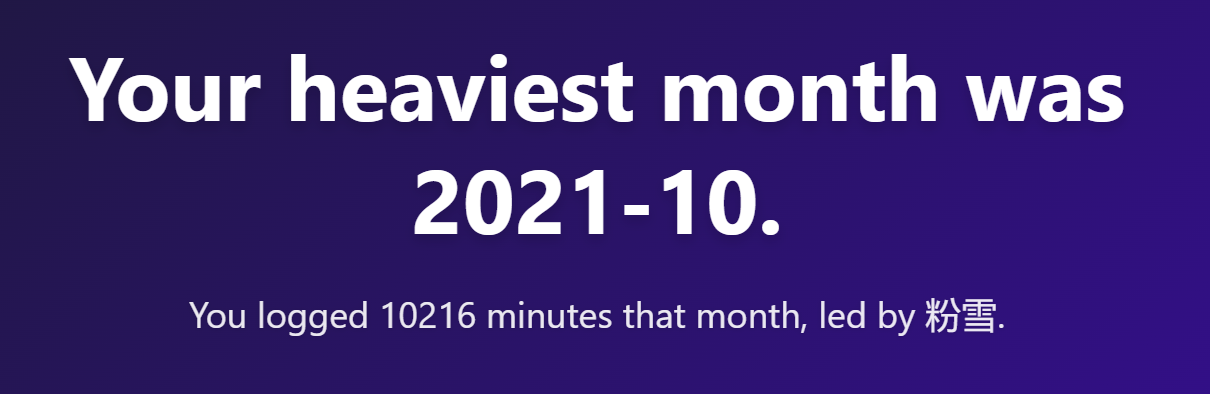 Your heaviest month was
2021-10.
You logged 10216 minutes that month, led by 粉雪.